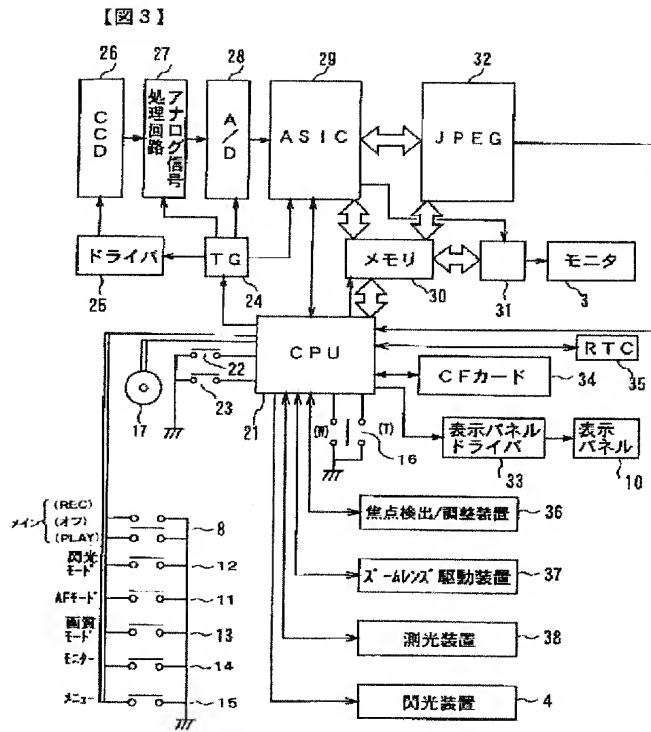 【図3】
26
27
28
29
32
CCD
アナログ信号
処理回路
A/D
ASIC
JPEG
ドライバ
25
TG
24
メモリ
30
31
モニタ
3
CPU
21
22
23
17
RTC
35
CFカード
34
(W)
(T)
16
表示パネル
ドライバ
33
表示
パネル
10
メイン
(REC)
(オフ)
(PLAY)
8
閃光
モード
12
AFモード
11
画質
モード
13
モニター
14
メニュー
15
焦点検出/調整装置
36
ズームレンズ駆動装置
37
測光装置
38
閃光装置
4